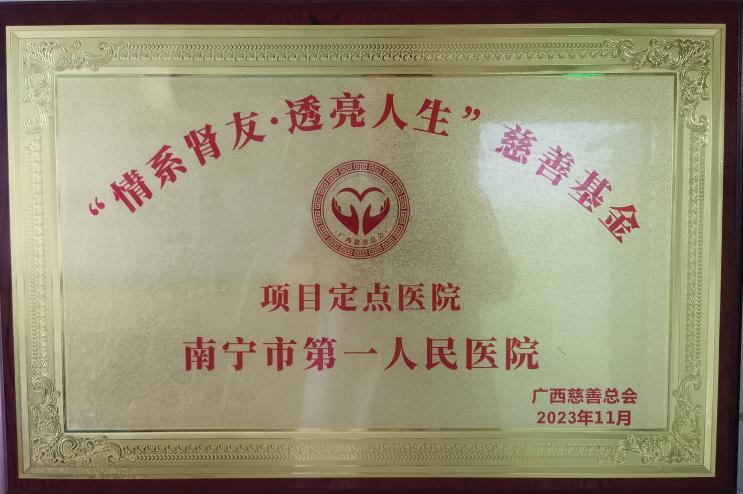 “情系肾友·透亮人生”慈善基金
广西慈善总会
项目定点医院
南宁市第一人民医院
广西慈善总会
2023年11月